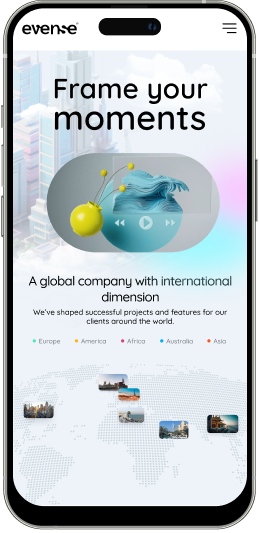 evense
Frame your
moments
A global company with international
dimension
We've shaped successful projects and features for our
clients around the world.
Europe
America
Africa
Australia
Asia